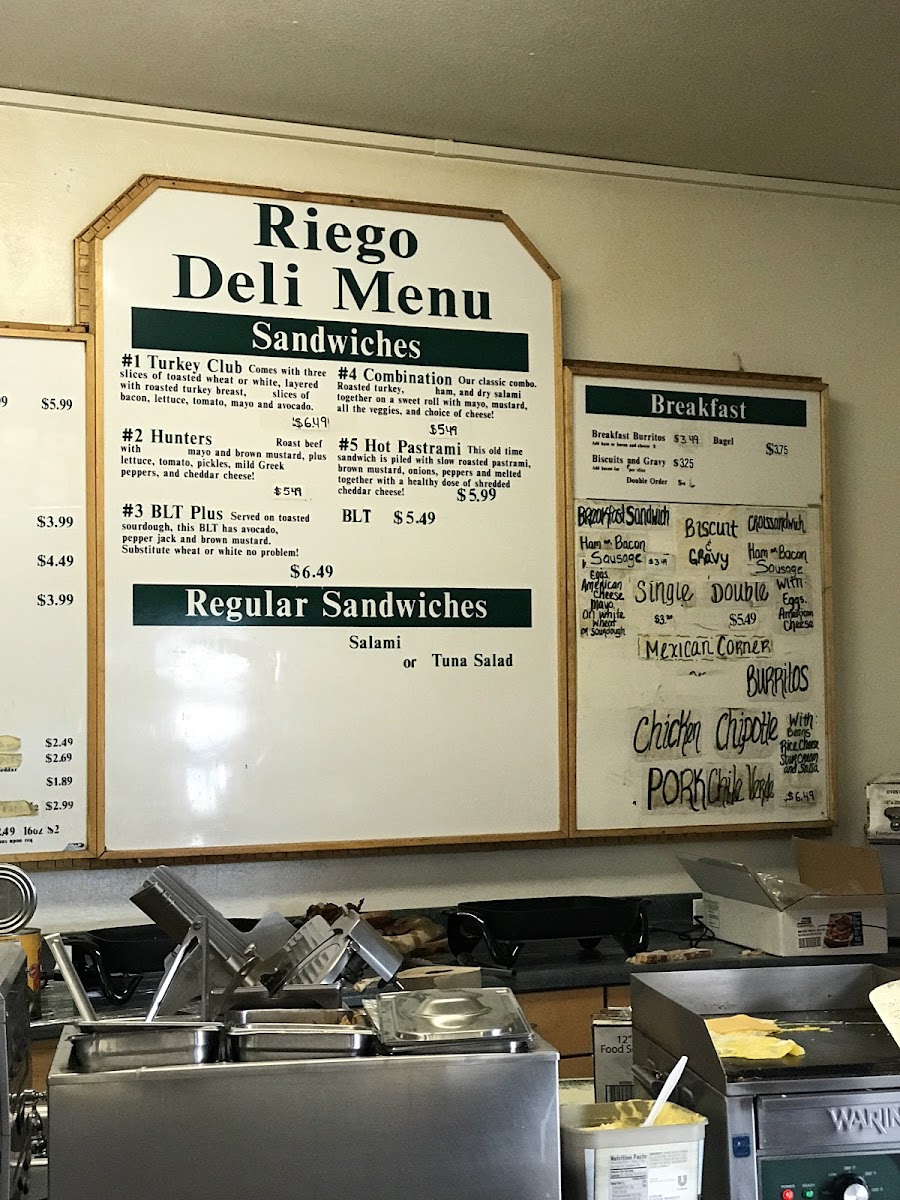 $5.99
$3.99
$4.49
$3.99
$2.49
$2.69
$1.89
$2.99
.49 16oz $2
Riego
Deli Menu
Sandwiches
#1 Turkey Club Comes with three
slices of toasted wheat or white, layered
with roasted turkey breast, slices of
bacon, lettuce, tomato, mayo and avocado.
$6.49
#2 Hunters Roast beef
with mayo and brown mustard, plus
lettuce, tomato, pickles, mild Greek
peppers, and cheddar cheese!
$5.49
#3 BLT Plus Served on toasted
sourdough, this BLT has avocado,
pepper jack and brown mustard.
Substitute wheat or white no problem!
$6.49
#4 Combination Our classic combo.
Roasted turkey, ham, and dry salami
together on a sweet roll with mayo, mustard,
all the veggies, and choice of cheese!
$5.49
#5 Hot Pastrami This old time
sandwich is piled with slow roasted pastrami,
brown mustard, onions, peppers and melted
together with a healthy dose of shredded
cheddar cheese!
$5.99
BLT $5.49
Regular Sandwiches
Salami
or Tuna Salad
Breakfast
Breakfast Burritos $3.49 Bagel
$3.75
Biscuits and Gravy $3.25
Double Order
Breakfast Sandwich
Ham or Bacon
Sausage $3.49
Eggs,
American
Cheese
Mayo,
on white
Wheat
or Sourdough
Biscuit
&
Gravy
Single Double
$5.49
Croissandwich
Ham or Bacon
Sausage
With:
Eggs,
American
Cheese
Mexican Corner
Burritos
Chicken Chipotle
Pork Chile Verde
With:
Beans
Rice, Cheese
Sour Cream
and Salsa
$6.49
12"
Food S
Nutrition Facts
WARIN